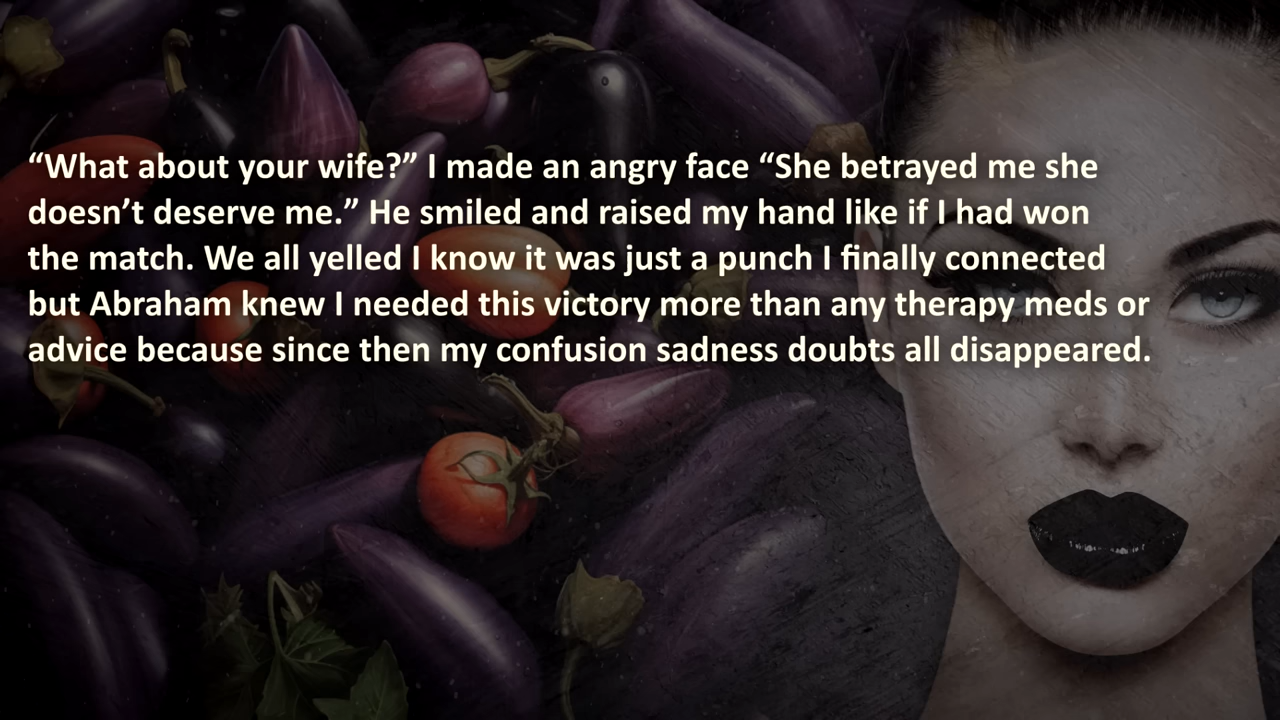 “What about your wife?” I made an angry face “She betrayed me she
doesn’t deserve me.” He smiled and raised my hand like if I had won
the match. We all yelled I know it was just a punch I finally connected
but Abraham knew I needed this victory more than any therapy meds or
advice because since then my confusion sadness doubts all disappeared.